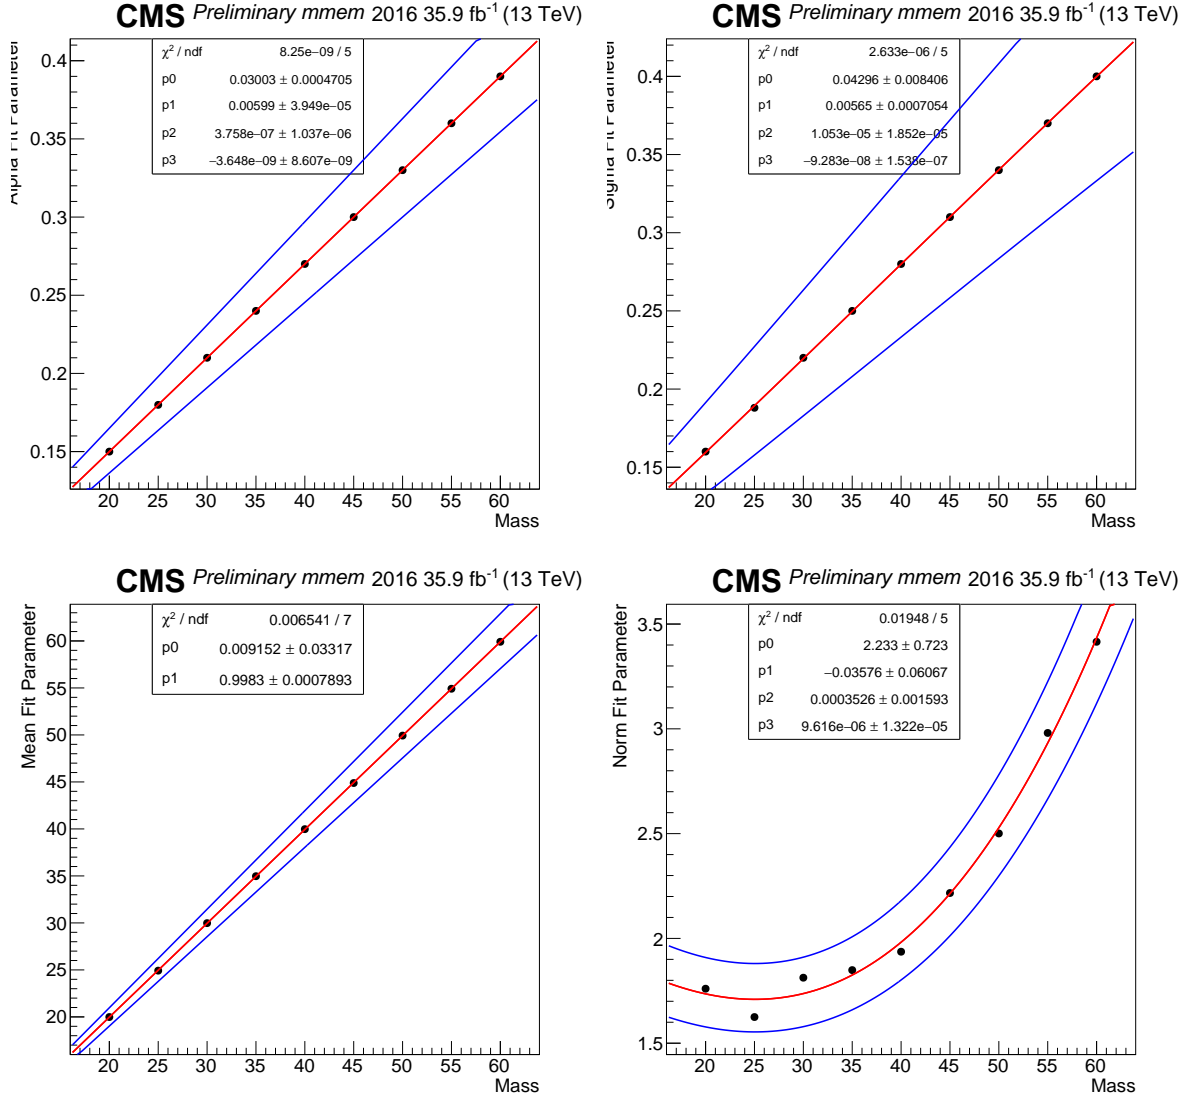 CMS Preliminary mmem 2016 35.9 fb⁻¹ (13 TeV)
Alpha Fit Parameter
χ² / ndf 8.25e−09 / 5
p0 0.03003 ± 0.0004705
p1 0.00599 ± 3.949e−05
p2 3.758e−07 ± 1.037e−06
p3 −3.648e−09 ± 8.607e−09
0.4
0.35
0.3
0.25
0.2
0.15
20 25 30 35 40 45 50 55 60
Mass
CMS Preliminary mmem 2016 35.9 fb⁻¹ (13 TeV)
Sigma Fit Parameter
χ² / ndf 2.633e−06 / 5
p0 0.04296 ± 0.008406
p1 0.00565 ± 0.0007054
p2 1.053e−05 ± 1.852e−05
p3 −9.283e−08 ± 1.538e−07
0.4
0.35
0.3
0.25
0.2
0.15
20 25 30 35 40 45 50 55 60
Mass
CMS Preliminary mmem 2016 35.9 fb⁻¹ (13 TeV)
Mean Fit Parameter
χ² / ndf 0.006541 / 7
p0 0.009152 ± 0.03317
p1 0.9983 ± 0.0007893
60
55
50
45
40
35
30
25
20
20 25 30 35 40 45 50 55 60
Mass
CMS Preliminary mmem 2016 35.9 fb⁻¹ (13 TeV)
Norm Fit Parameter
χ² / ndf 0.01948 / 5
p0 2.233 ± 0.723
p1 −0.03576 ± 0.06067
p2 0.0003526 ± 0.001593
p3 9.616e−06 ± 1.322e−05
3.5
3
2.5
2
1.5
20 25 30 35 40 45 50 55 60
Mass